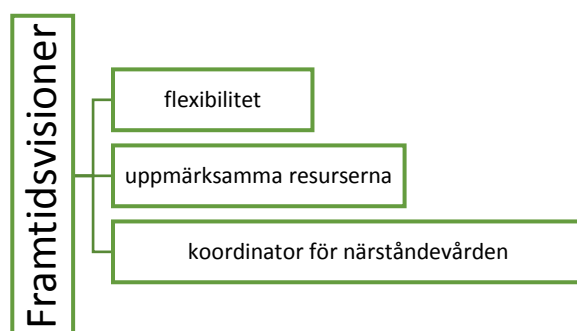 Framtidsvisioner
flexibilitet
uppmärksamma resurserna
koordinator för närståendevården